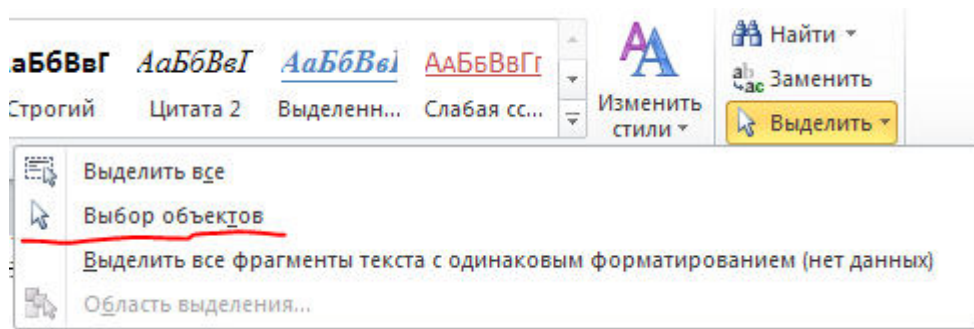 аБбВвГ АаБбВвГ АаБбВвІ ААБбВвГг
Строгий Цитата 2 Выделенн... Слабая сс...
Изменить стили
Найти
Заменить
Выделить
Выделить все
Выбор объектов
Выделить все фрагменты текста с одинаковым форматированием (нет данных)
Область выделения...